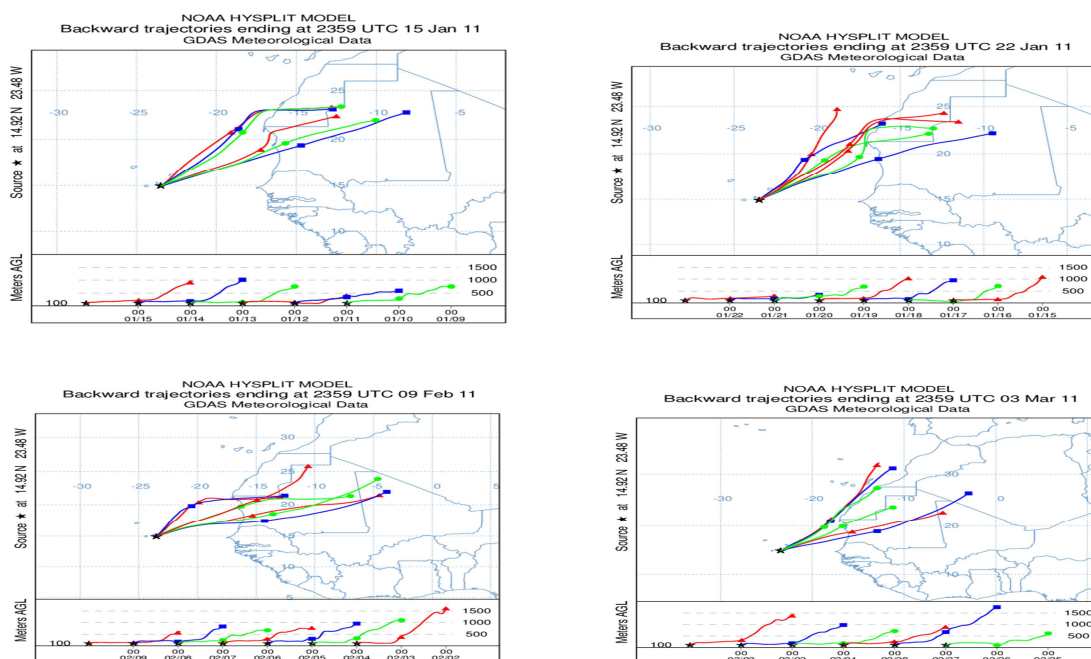 NOAA HYSPLIT MODEL
Backward trajectories ending at 2359 UTC 15 Jan 11
GDAS Meteorological Data
Source ★ at 14.92 N 23.48 W
-30 -25 -20 -15 -10 -5
25
20
15
10
Meters AGL
1500
1000
500
100
00 00 00 00 00 00 00
01/15 01/14 01/13 01/12 01/11 01/10 01/09
NOAA HYSPLIT MODEL
Backward trajectories ending at 2359 UTC 22 Jan 11
GDAS Meteorological Data
Source ★ at 14.92 N 23.48 W
-30 -25 -20 -15 -10 -5
25
20
15
10
Meters AGL
1500
1000
500
100
00 00 00 00 00 00 00 00
01/22 01/21 01/20 01/19 01/18 01/17 01/16 01/15
NOAA HYSPLIT MODEL
Backward trajectories ending at 2359 UTC 09 Feb 11
GDAS Meteorological Data
Source ★ at 14.92 N 23.48 W
30
-25 -20 -15 -10 -5 0 5
25
20
15
10
5
Meters AGL
1500
1000
500
100
00 00 00 00 00 00 00 00
02/09 02/08 02/07 02/06 02/05 02/04 02/03 02/02
NOAA HYSPLIT MODEL
Backward trajectories ending at 2359 UTC 03 Mar 11
GDAS Meteorological Data
Source ★ at 14.92 N 23.48 W
30
-10
0
20
10
Meters AGL
1500
1000
500
100
00 00 00 00 00 00 00